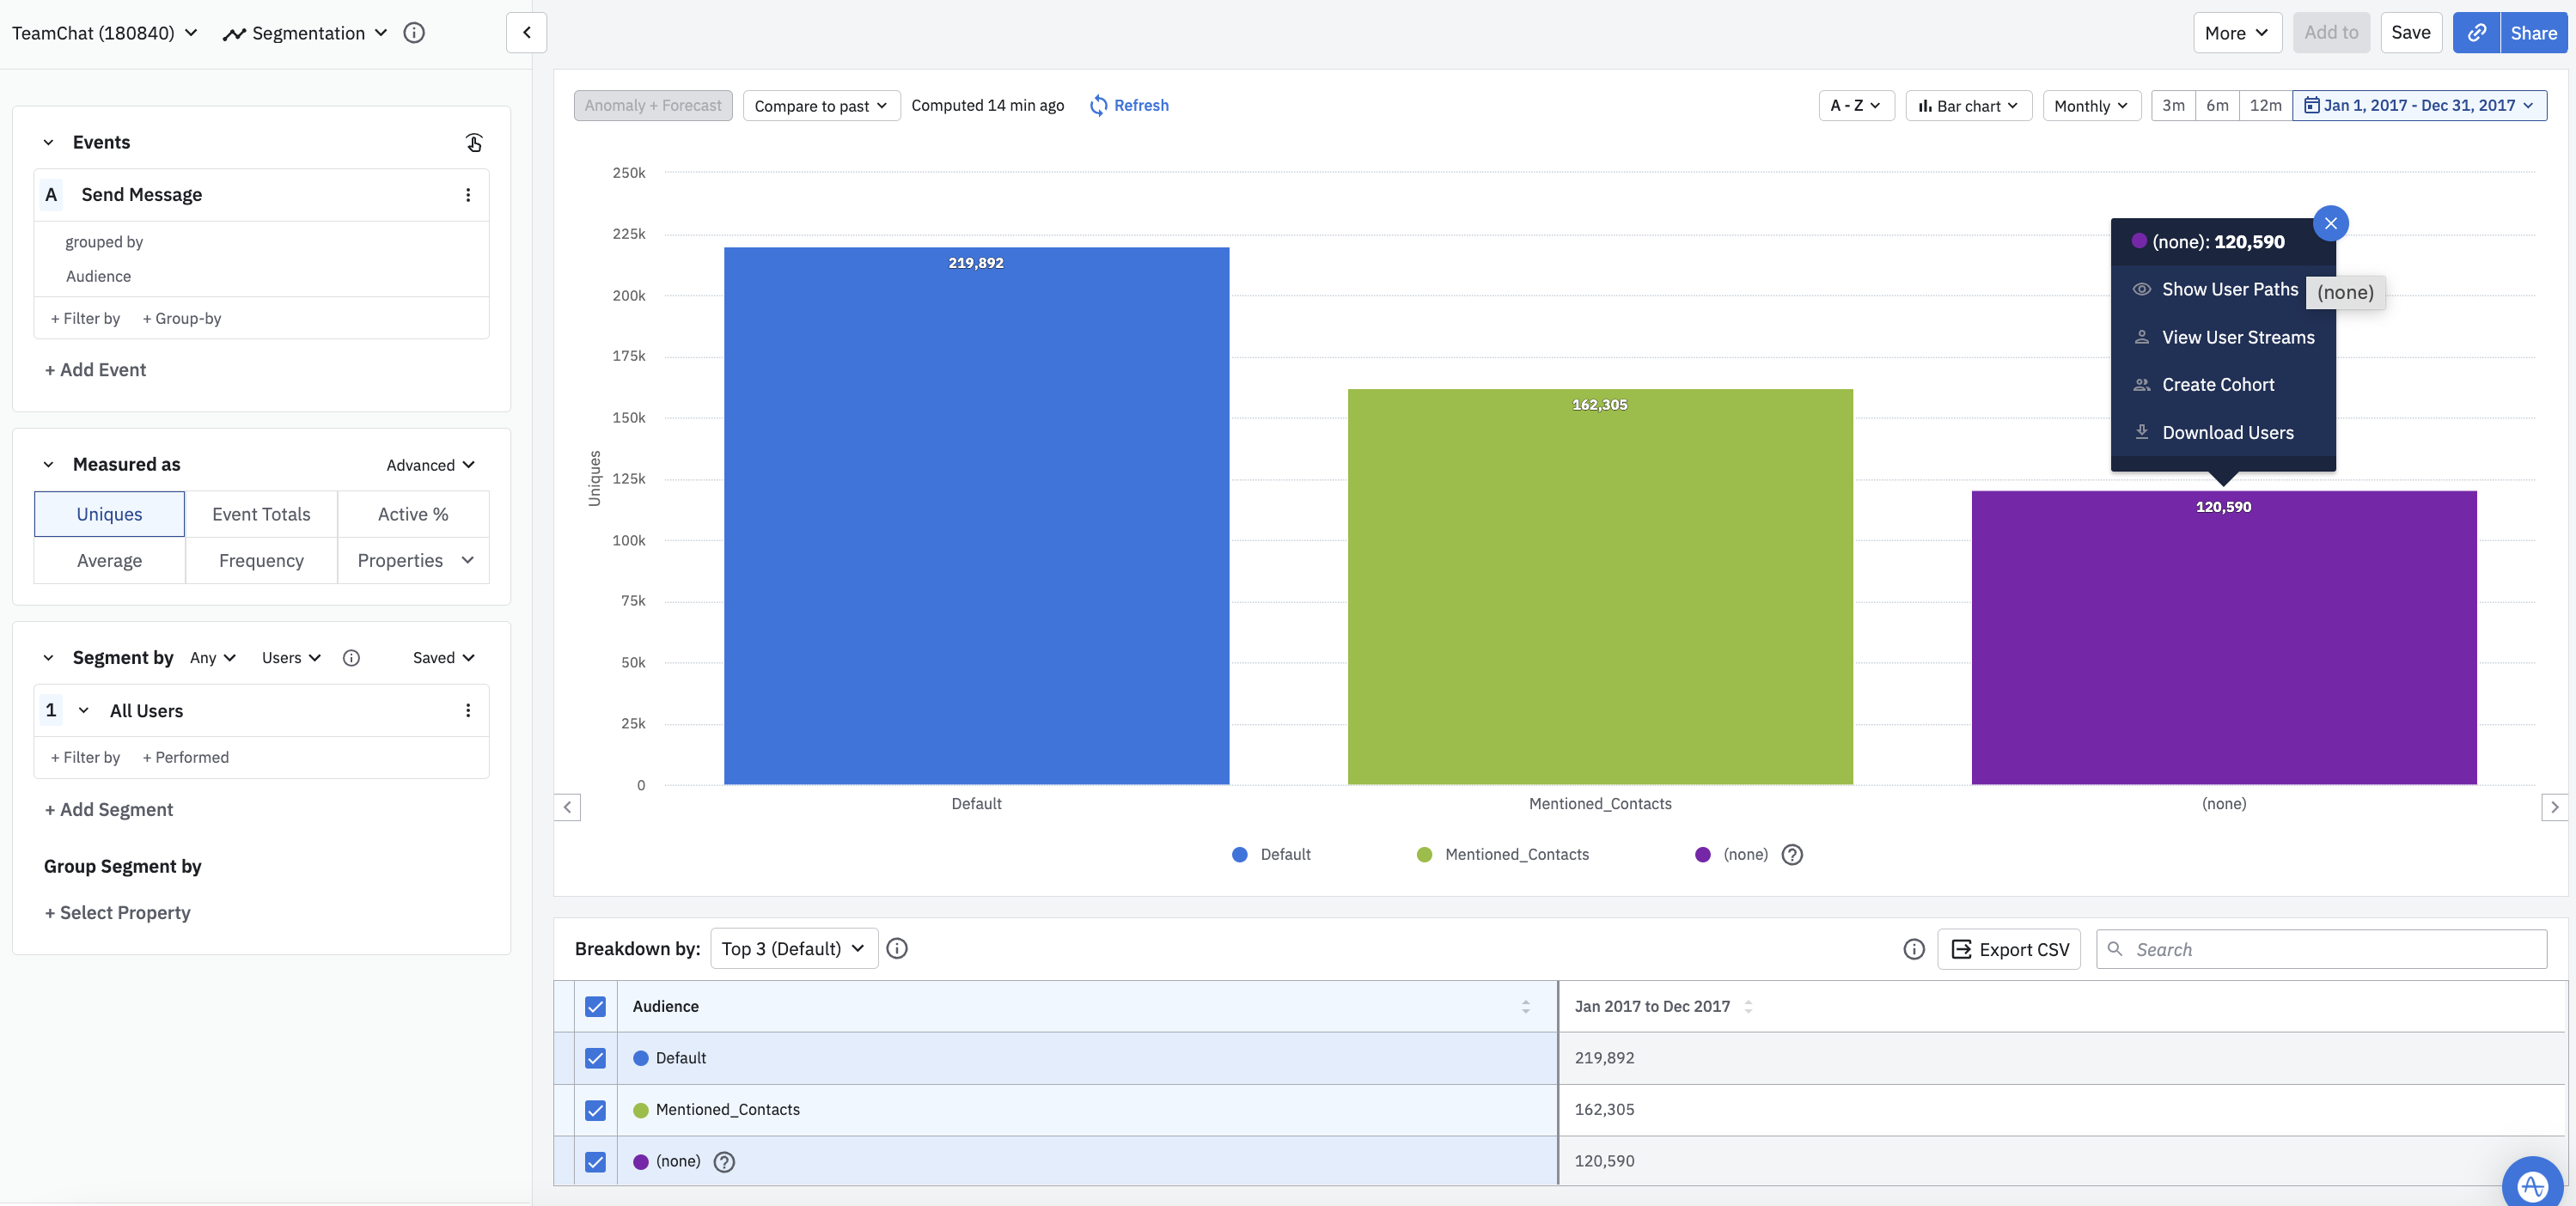 TeamChat (180840)
Segmentation
More
Add to
Save
Share
Events
A
Send Message
grouped by
Audience
+ Filter by
+ Group-by
+ Add Event
Measured as
Advanced
Uniques
Event Totals
Active %
Average
Frequency
Properties
Segment by
Any
Users
Saved
1
All Users
+ Filter by
+ Performed
+ Add Segment
Group Segment by
+ Select Property
Anomaly + Forecast
Compare to past
Computed 14 min ago
Refresh
A - Z
Bar chart
Monthly
3m
6m
12m
Jan 1, 2017 - Dec 31, 2017
Uniques
250k
225k
200k
175k
150k
125k
100k
75k
50k
25k
0
219,892
162,305
120,590
(none): 120,590
Show User Paths
(none)
View User Streams
Create Cohort
Download Users
Default
Mentioned_Contacts
(none)
Default
Mentioned_Contacts
(none)
Breakdown by:
Top 3 (Default)
Export CSV
Search
Audience
Jan 2017 to Dec 2017
Default
219,892
Mentioned_Contacts
162,305
(none)
120,590